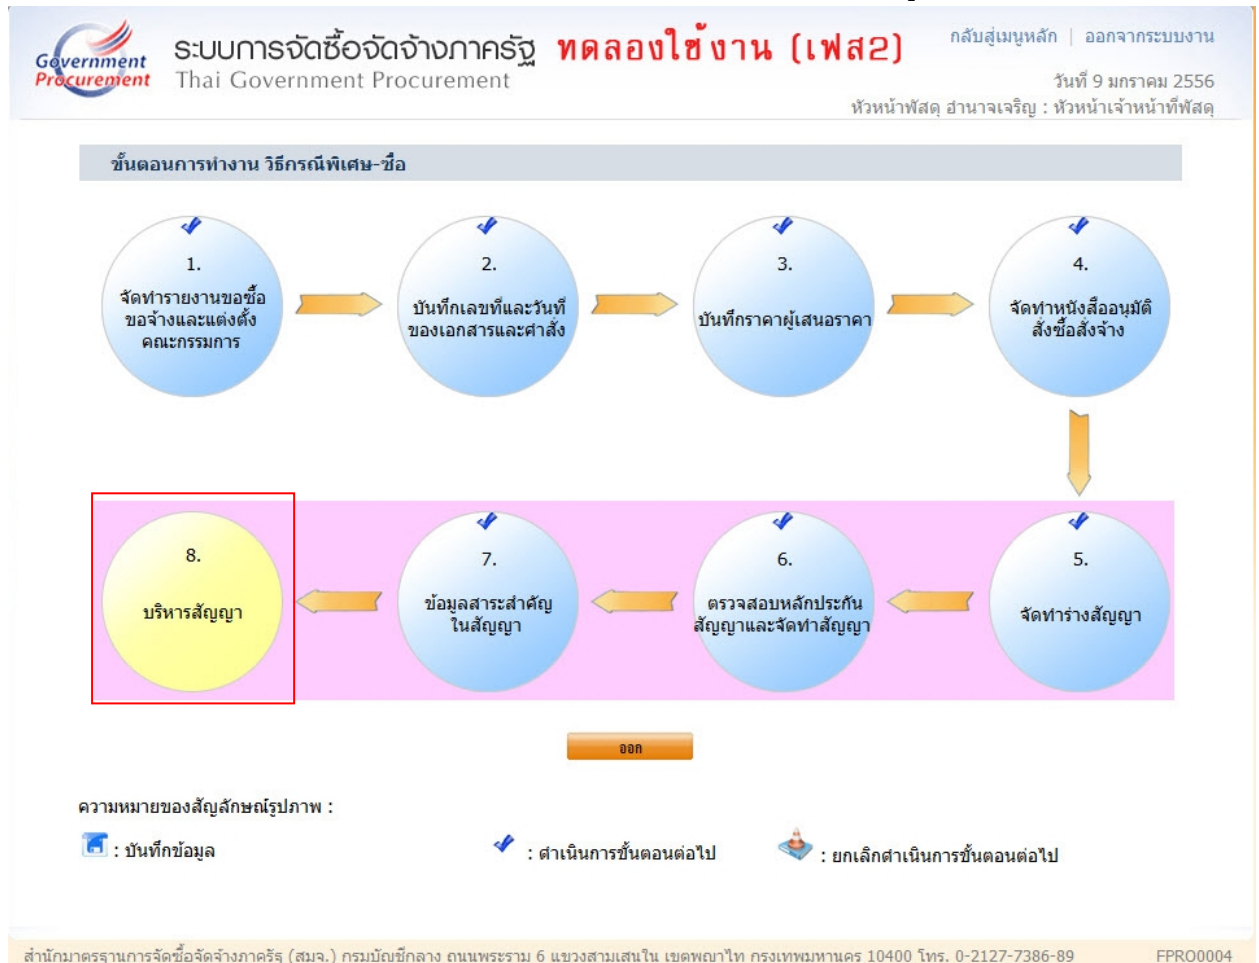 Government
Procurement
ระบบการจัดซื้อจัดจ้างภาครัฐ
Thai Government Procurement
ทดลองใช้งาน (เฟส2)
กลับสู่เมนูหลัก | ออกจากระบบงาน
วันที่ 9 มกราคม 2556
หัวหน้าพัสดุ อำนาจเจริญ : หัวหน้าเจ้าหน้าที่พัสดุ
ขั้นตอนการทำงาน วิธีกรณีพิเศษ-ซื้อ
1.
จัดทำรายงานขอซื้อ
ขอจ้างและแต่งตั้ง
คณะกรรมการ
2.
บันทึกเลขที่และวันที่
ของเอกสารและคำสั่ง
3.
บันทึกราคาผู้เสนอราคา
4.
จัดทำหนังสืออนุมัติ
สั่งซื้อสั่งจ้าง
8.
บริหารสัญญา
7.
ข้อมูลสาระสำคัญ
ในสัญญา
6.
ตรวจสอบหลักประกัน
สัญญาและจัดทำสัญญา
5.
จัดทำร่างสัญญา
ออก
ความหมายของสัญลักษณ์รูปภาพ :
: บันทึกข้อมูล
: ดำเนินการขั้นตอนต่อไป
: ยกเลิกดำเนินการขั้นตอนต่อไป
สำนักมาตรฐานการจัดซื้อจัดจ้างภาครัฐ (สมจ.) กรมบัญชีกลาง ถนนพระราม 6 แขวงสามเสนใน เขตพญาไท กรุงเทพมหานคร 10400 โทร. 0-2127-7386-89
FPRO0004